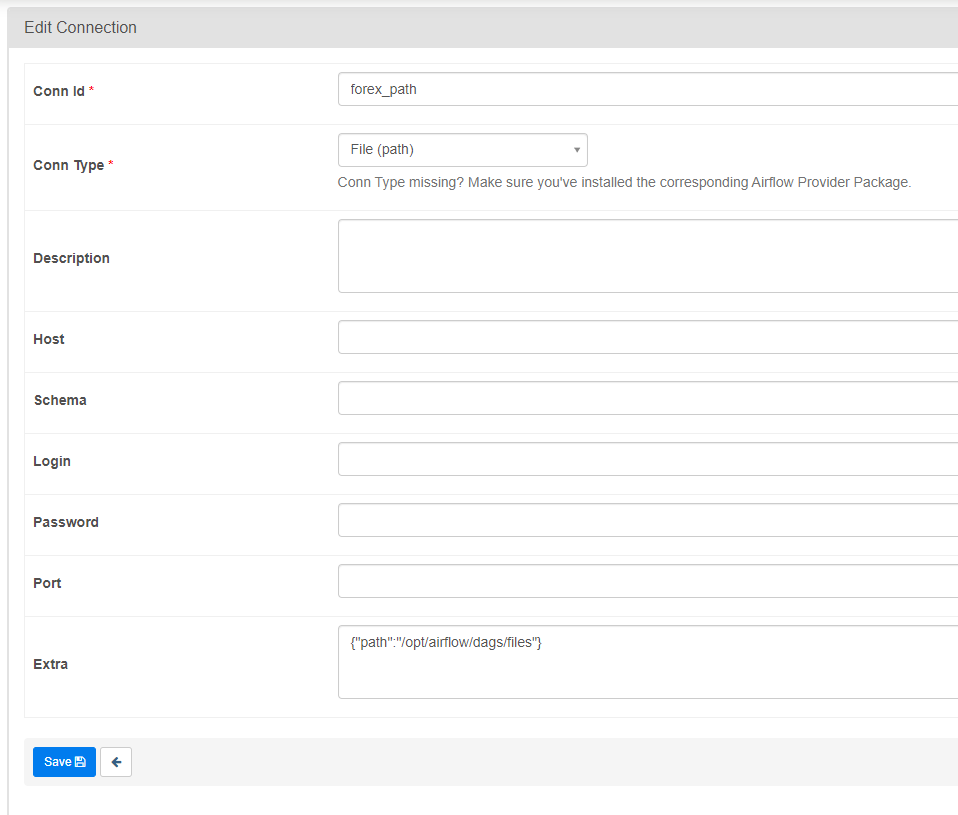 Edit Connection
Conn Id *
forex_path
Conn Type *
File (path)
Conn Type missing? Make sure you've installed the corresponding Airflow Provider Package.
Description
Host
Schema
Login
Password
Port
Extra
{"path":"/opt/airflow/dags/files"}
Save